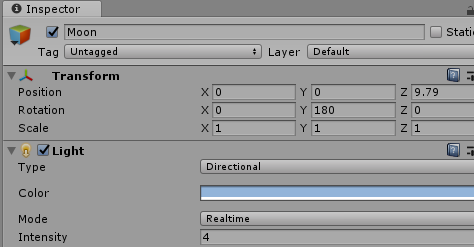 Inspector
Moon Stati
Tag Untagged Layer Default
Transform
Position X 0 Y 0 Z 9.79
Rotation X 0 Y 180 Z 0
Scale X 1 Y 1 Z 1
Light
Type Directional
Color
Mode Realtime
Intensity 4